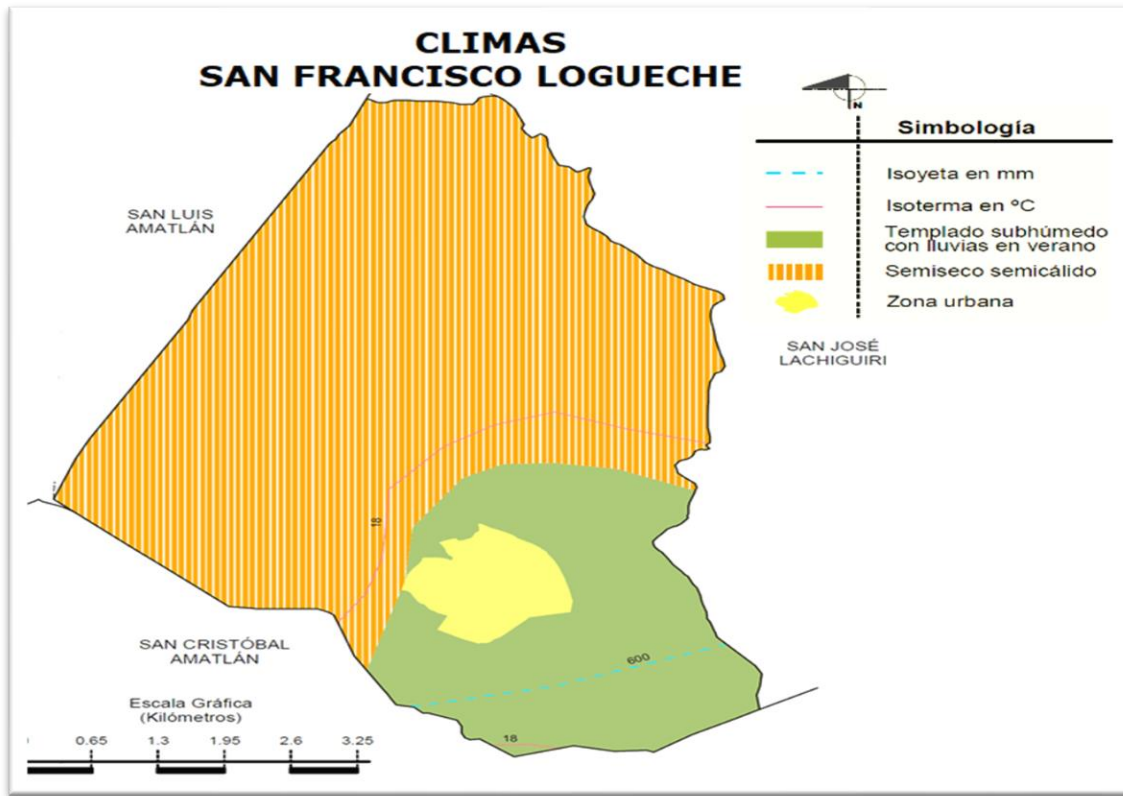 CLIMAS
SAN FRANCISCO LOGUECHE
N
Simbología
Isoyeta en mm
Isoterma en ºC
Templado subhúmedo
con lluvias en verano
Semiseco semicálido
Zona urbana
SAN LUIS
AMATLÁN
SAN JOSÉ
LACHIGUIRI
18
SAN CRISTÓBAL
AMATLÁN
600
Escala Gráfica
(Kilómetros)
0.65 1.3 1.95 2.6 3.25
18